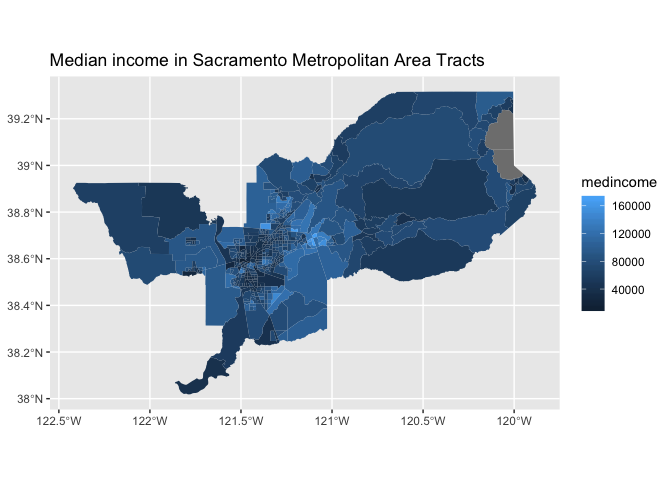 Median income in Sacramento Metropolitan Area Tracts
39.2°N
39°N
38.8°N
38.6°N
38.4°N
38.2°N
38°N
122.5°W
122°W
121.5°W
121°W
120.5°W
120°W
medincome
160000
120000
80000
40000